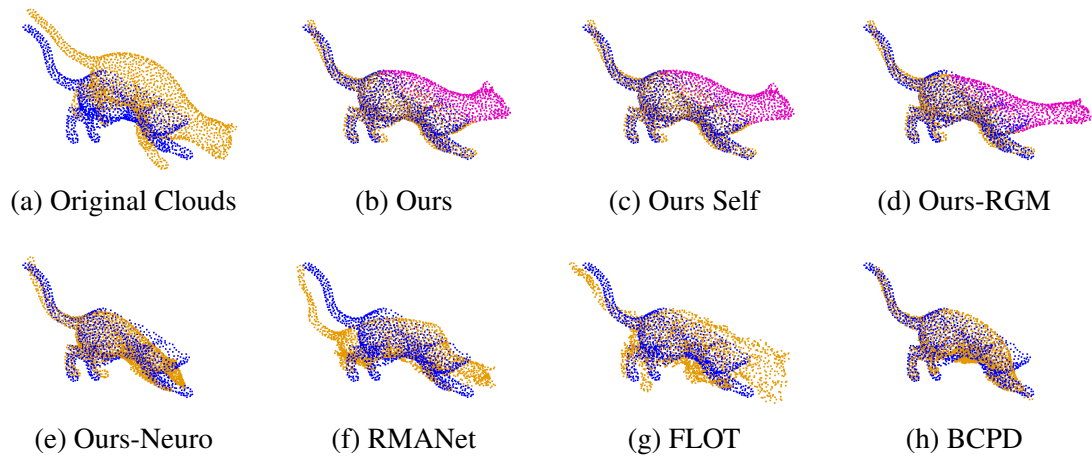 (a) Original Clouds
(b) Ours
(c) Ours Self
(d) Ours-RGM
(e) Ours-Neuro
(f) RMANet
(g) FLOT
(h) BCPD